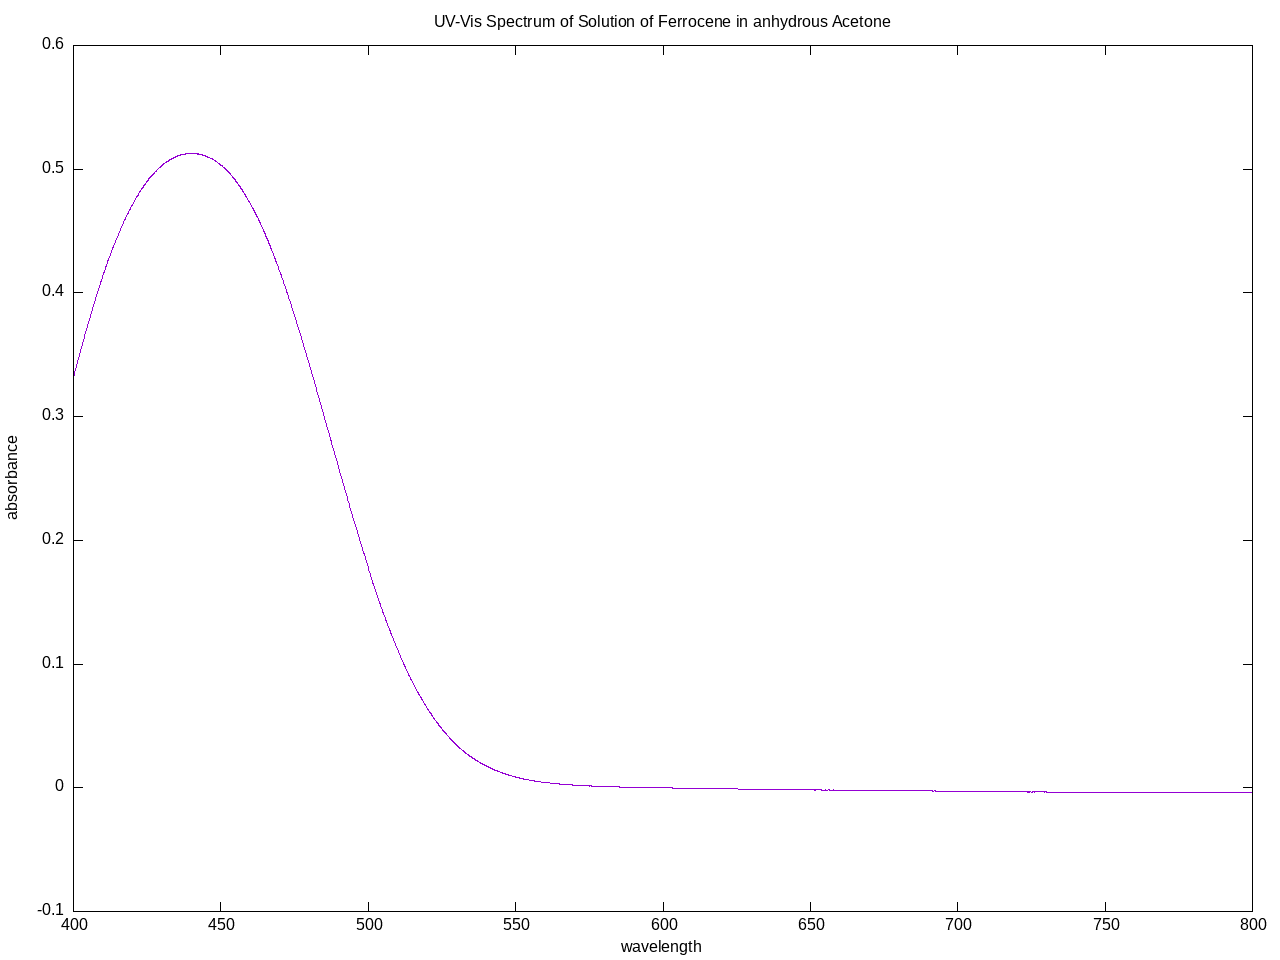 UV-Vis Spectrum of Solution of Ferrocene in anhydrous Acetone
0.6
0.5
0.4
0.3
0.2
0.1
0
-0.1
absorbance
400 450 500 550 600 650 700 750 800
wavelength